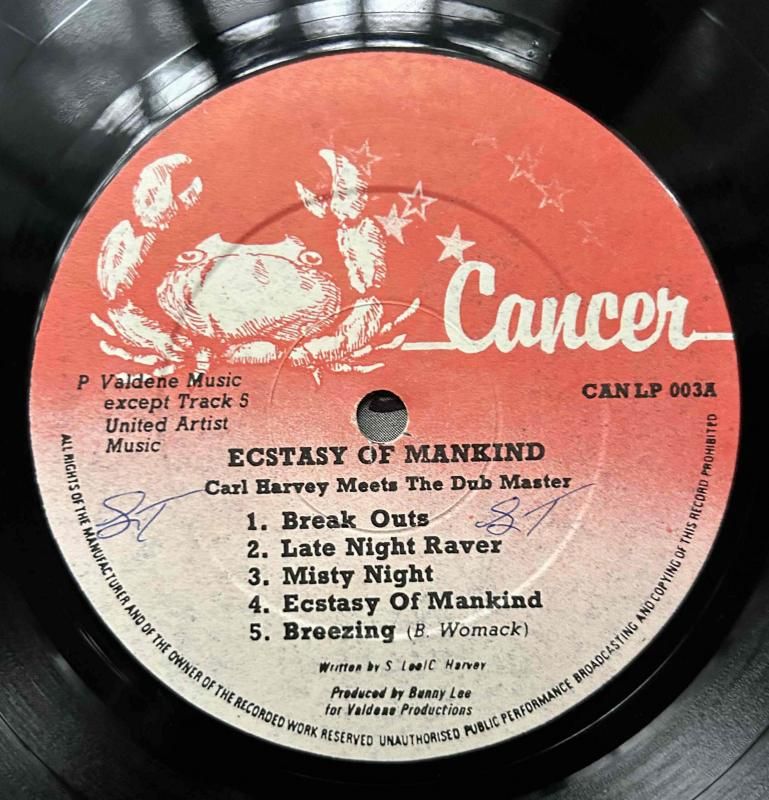 Cancer
P Valdene Music
except Track 5
United Artist
Music
CAN LP 003A
ECSTASY OF MANKIND
Carl Harvey Meets The Dub Master
ST ST
1. Break Outs
2. Late Night Raver
3. Misty Night
4. Ecstasy Of Mankind
5. Breezing (B. Womack)
Written by S Lee/C Harvey
Produced by Bunny Lee
for Valdene Productions
ALL RIGHTS OF THE MANUFACTURER AND OF THE OWNER OF THE RECORDED WORK RESERVED UNAUTHORISED PUBLIC PERFORMANCE BROADCASTING AND COPYING OF THIS RECORD PROHIBITED